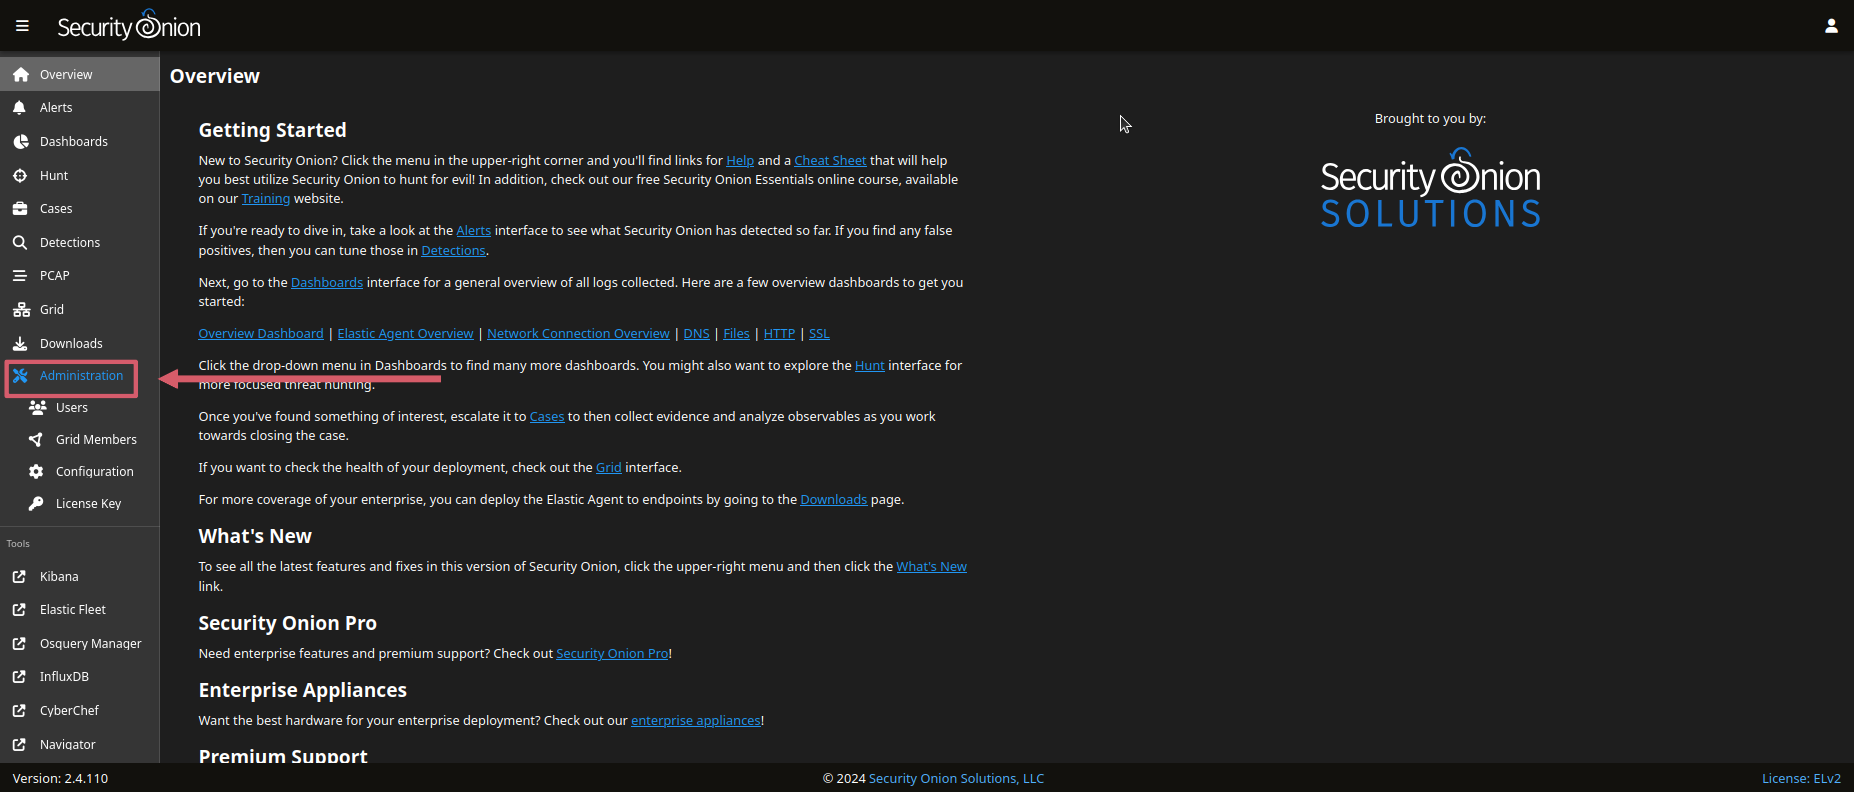 Security Onion
Overview
Alerts
Dashboards
Hunt
Cases
Detections
PCAP
Grid
Downloads
Administration
Users
Grid Members
Configuration
License Key
Tools
Kibana
Elastic Fleet
Osquery Manager
InfluxDB
CyberChef
Navigator
Overview
Getting Started
New to Security Onion? Click the menu in the upper-right corner and you'll find links for Help and a Cheat Sheet that will help
you best utilize Security Onion to hunt for evil! In addition, check out our free Security Onion Essentials online course, available
on our Training website.
If you're ready to dive in, take a look at the Alerts interface to see what Security Onion has detected so far. If you find any false
positives, then you can tune those in Detections.
Next, go to the Dashboards interface for a general overview of all logs collected. Here are a few overview dashboards to get you
started:
Overview Dashboard | Elastic Agent Overview | Network Connection Overview | DNS | Files | HTTP | SSL
Click the drop-down menu in Dashboards to find many more dashboards. You might also want to explore the Hunt interface for
more focused threat hunting.
Once you've found something of interest, escalate it to Cases to then collect evidence and analyze observables as you work
towards closing the case.
If you want to check the health of your deployment, check out the Grid interface.
For more coverage of your enterprise, you can deploy the Elastic Agent to endpoints by going to the Downloads page.
What's New
To see all the latest features and fixes in this version of Security Onion, click the upper-right menu and then click the What's New
link.
Security Onion Pro
Need enterprise features and premium support? Check out Security Onion Pro!
Enterprise Appliances
Want the best hardware for your enterprise deployment? Check out our enterprise appliances!
Premium Support
Brought to you by:
Security Onion
SOLUTIONS
Version: 2.4.110
© 2024 Security Onion Solutions, LLC
License: ELv2